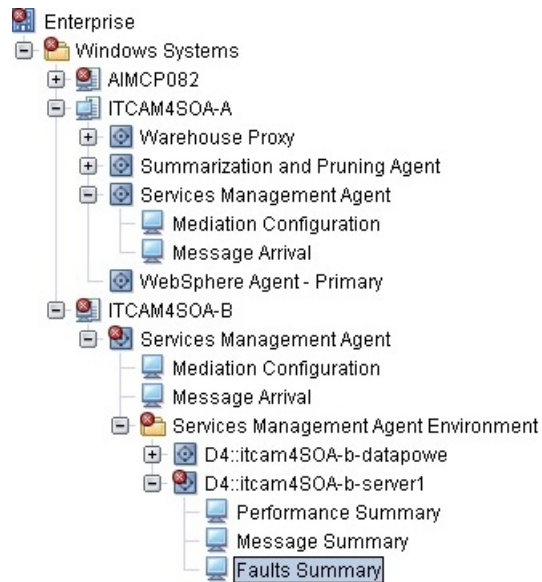 Enterprise
Windows Systems
AIMCP082
ITCAM4SOA-A
Warehouse Proxy
Summarization and Pruning Agent
Services Management Agent
Mediation Configuration
Message Arrival
WebSphere Agent - Primary
ITCAM4SOA-B
Services Management Agent
Mediation Configuration
Message Arrival
Services Management Agent Environment
D4::itcam4SOA-b-datapowe
D4::itcam4SOA-b-server1
Performance Summary
Message Summary
Faults Summary